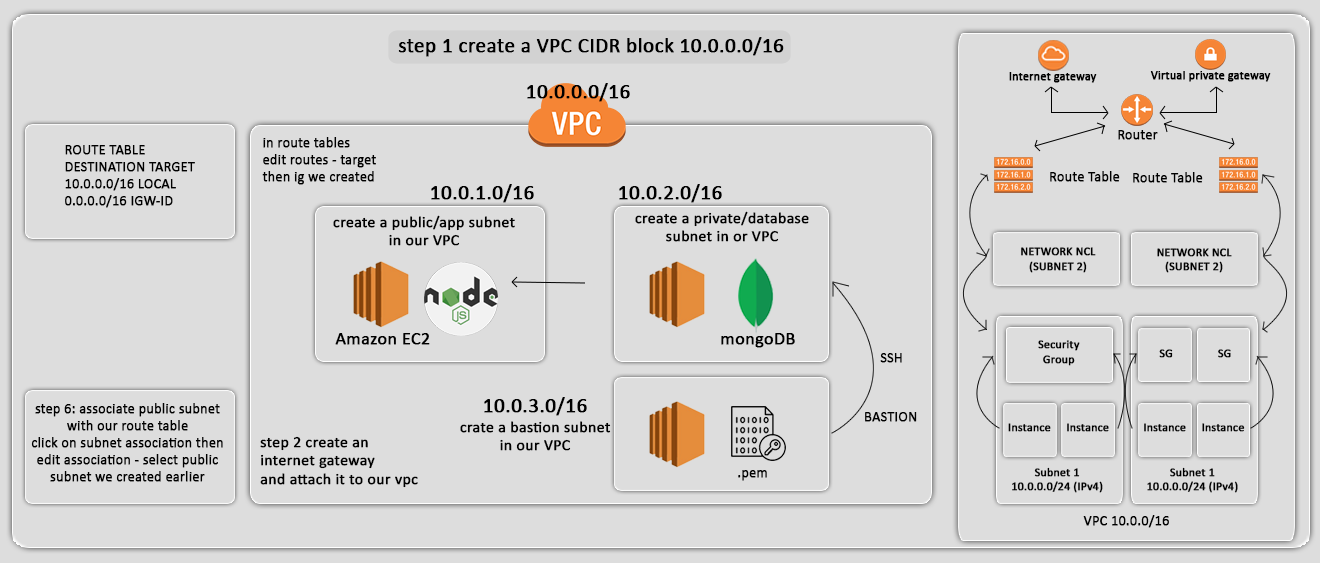 step 1 create a VPC CIDR block 10.0.0.0/16
10.0.0.0/16
VPC
ROUTE TABLE
DESTINATION TARGET
10.0.0.0/16 LOCAL
0.0.0.0/16 IGW-ID
step 6: associate public subnet
with our route table
click on subnet association then
edit association - select public
subnet we created earlier
in route tables
edit routes - target
then ig we created
10.0.1.0/16
create a public/app subnet
in our VPC
Amazon EC2
node
JS
10.0.2.0/16
create a private/database
subnet in or VPC
mongoDB
SSH
BASTION
10.0.3.0/16
crate a bastion subnet
in our VPC
101010
010101
101010
010101
.pem
step 2 create an
internet gateway
and attach it to our vpc
Internet gateway
Virtual private gateway
Router
172.16.0.0
172.16.1.0
172.16.2.0
Route Table
Route Table
172.16.0.0
172.16.1.0
172.16.2.0
NETWORK NCL
(SUBNET 2)
NETWORK NCL
(SUBNET 2)
Security
Group
SG
SG
Instance
Instance
Instance
Instance
Subnet 1
10.0.0.0/24 (IPv4)
Subnet 1
10.0.0.0/24 (IPv4)
VPC 10.0.0/16